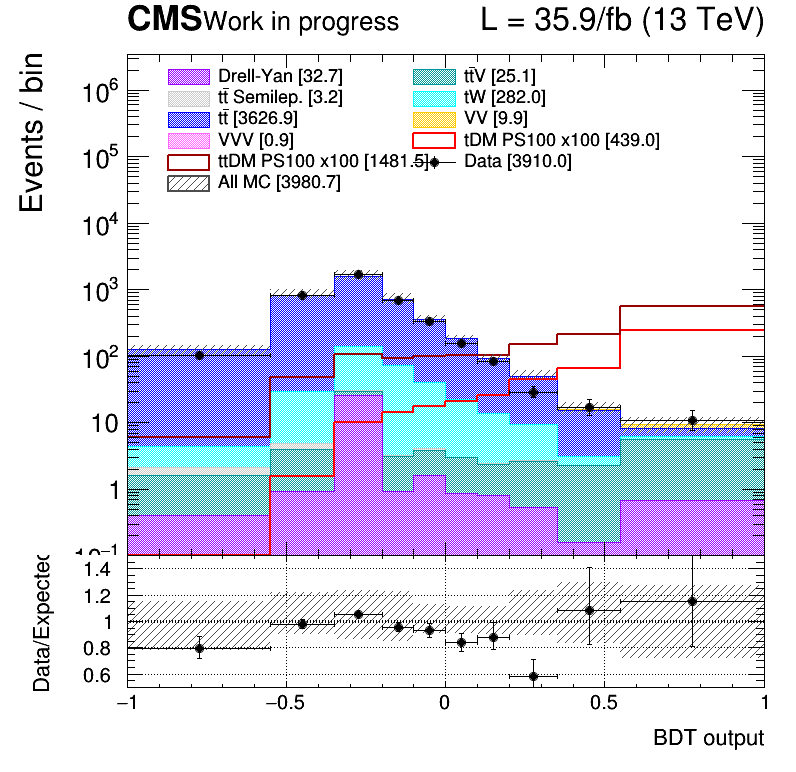 CMS Work in progress L = 35.9/fb (13 TeV)
Events / bin
Drell-Yan [32.7] tt̄V [25.1]
tt̄ Semilep. [3.2] tW [282.0]
tt̄ [3626.9] VV [9.9]
VVV [0.9] tDM PS100 x100 [439.0]
ttDM PS100 x100 [1481.5] Data [3910.0]
All MC [3980.7]
10⁶
10⁵
10⁴
10³
10²
10
1
10⁻¹
Data/Expected
1.4
1.2
1
0.8
0.6
−1 −0.5 0 0.5 1
BDT output